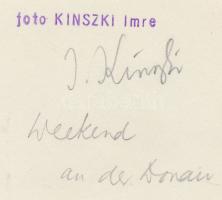 foto KINSZKI Imre
I. Kinszki
Weekend
an der Donau